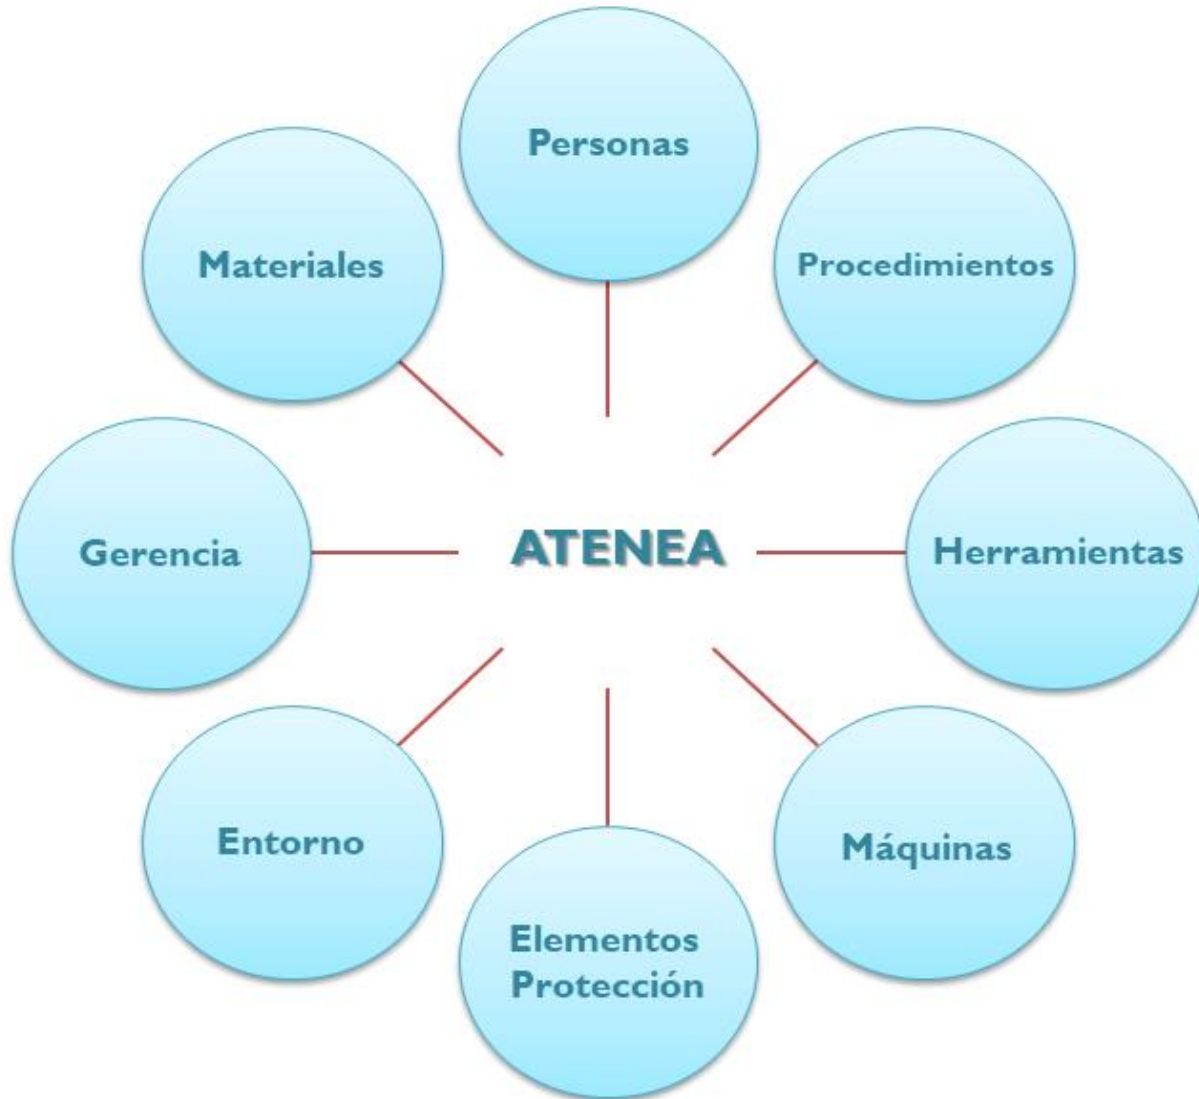 Personas
Materiales
Procedimientos
Gerencia
ATENEA
Herramientas
Entorno
Máquinas
Elementos
Protección